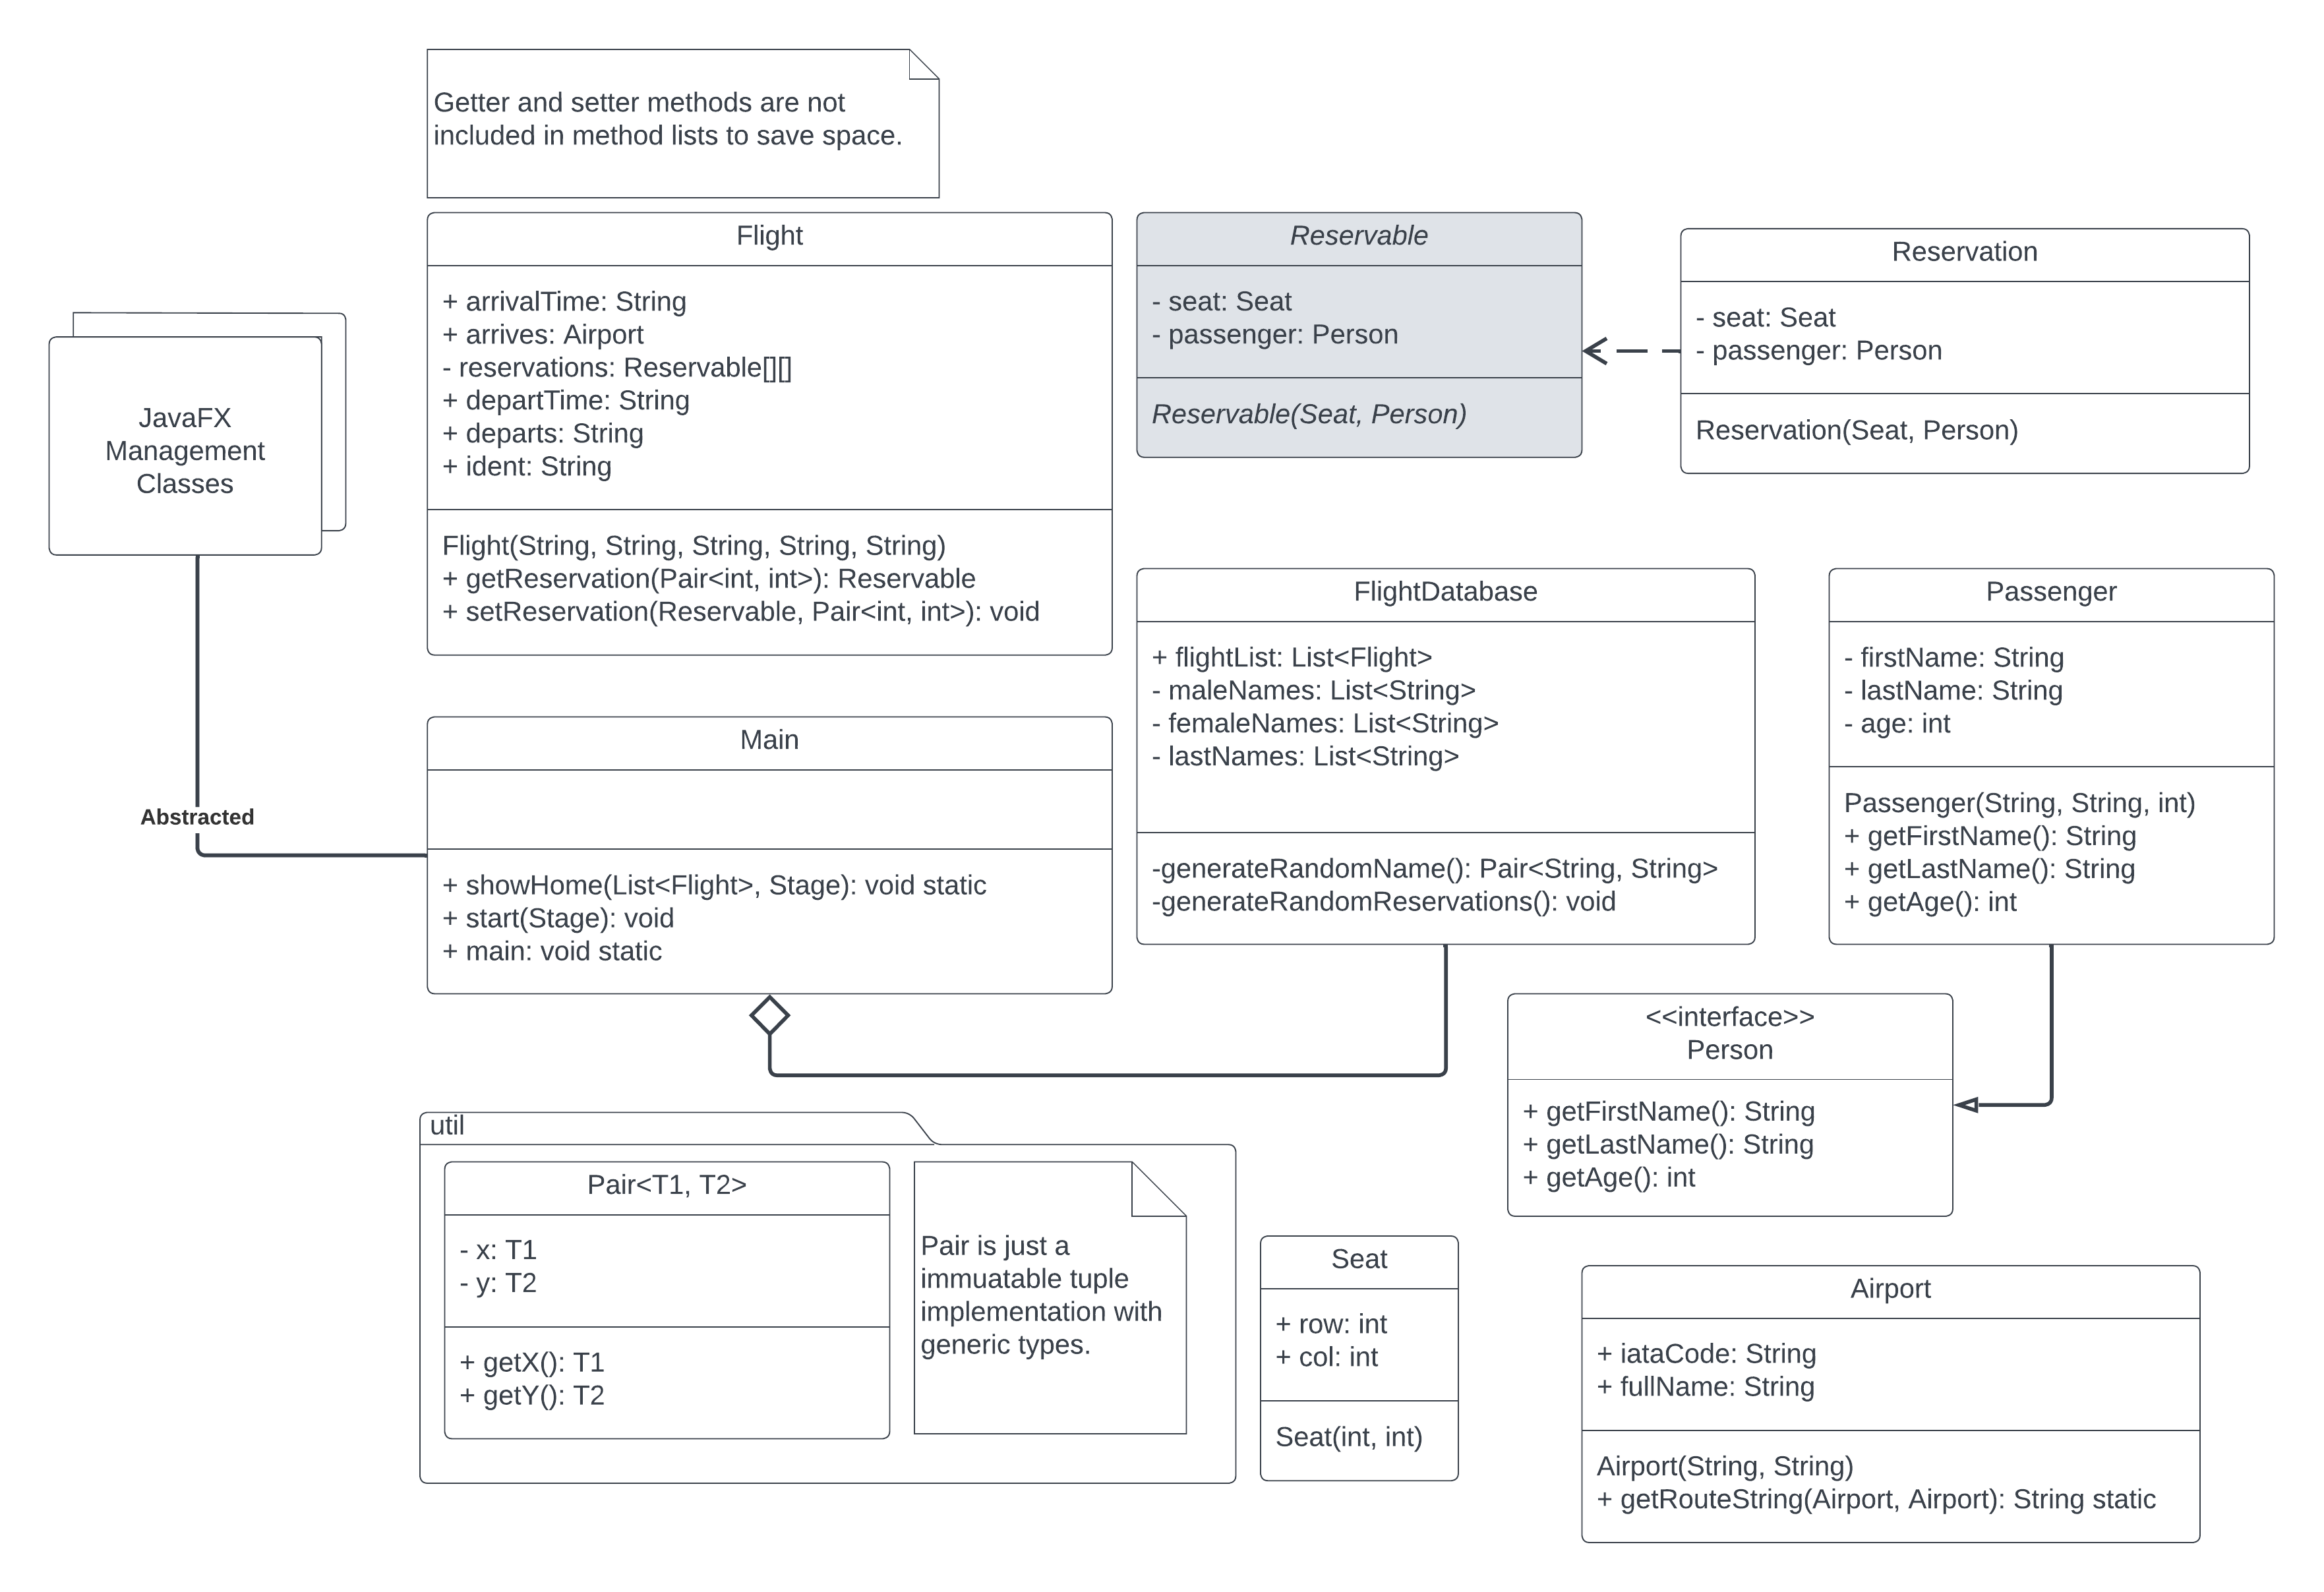 Getter and setter methods are not
included in method lists to save space.
Flight
+ arrivalTime: String
+ arrives: Airport
- reservations: Reservable[][]
+ departTime: String
+ departs: String
+ ident: String
Flight(String, String, String, String, String)
+ getReservation(Pair<int, int>): Reservable
+ setReservation(Reservable, Pair<int, int>): void
Reservable
- seat: Seat
- passenger: Person
Reservable(Seat, Person)
Reservation
- seat: Seat
- passenger: Person
Reservation(Seat, Person)
JavaFX
Management
Classes
Abstracted
Main
+ showHome(List<Flight>, Stage): void static
+ start(Stage): void
+ main: void static
FlightDatabase
+ flightList: List<Flight>
- maleNames: List<String>
- femaleNames: List<String>
- lastNames: List<String>
-generateRandomName(): Pair<String, String>
-generateRandomReservations(): void
Passenger
- firstName: String
- lastName: String
- age: int
Passenger(String, String, int)
+ getFirstName(): String
+ getLastName(): String
+ getAge(): int
<<interface>>
Person
+ getFirstName(): String
+ getLastName(): String
+ getAge(): int
util
Pair<T1, T2>
- x: T1
- y: T2
+ getX(): T1
+ getY(): T2
Pair is just a
immuatable tuple
implementation with
generic types.
Seat
+ row: int
+ col: int
Seat(int, int)
Airport
+ iataCode: String
+ fullName: String
Airport(String, String)
+ getRouteString(Airport, Airport): String static